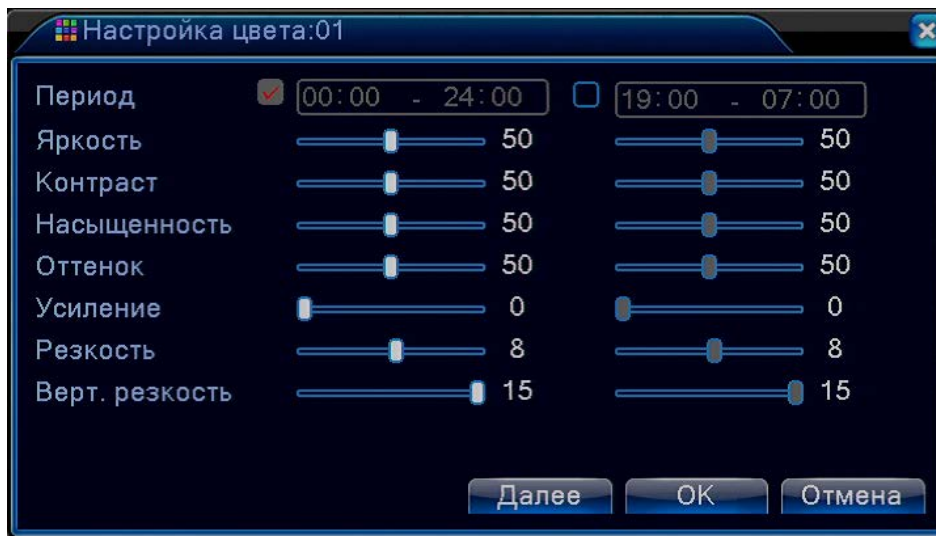 Настройка цвета:01
Период 00:00 - 24:00 19:00 - 07:00
Яркость 50 50
Контраст 50 50
Насыщенность 50 50
Оттенок 50 50
Усиление 0 0
Резкость 8 8
Верт. резкость 15 15
Далее OK Отмена